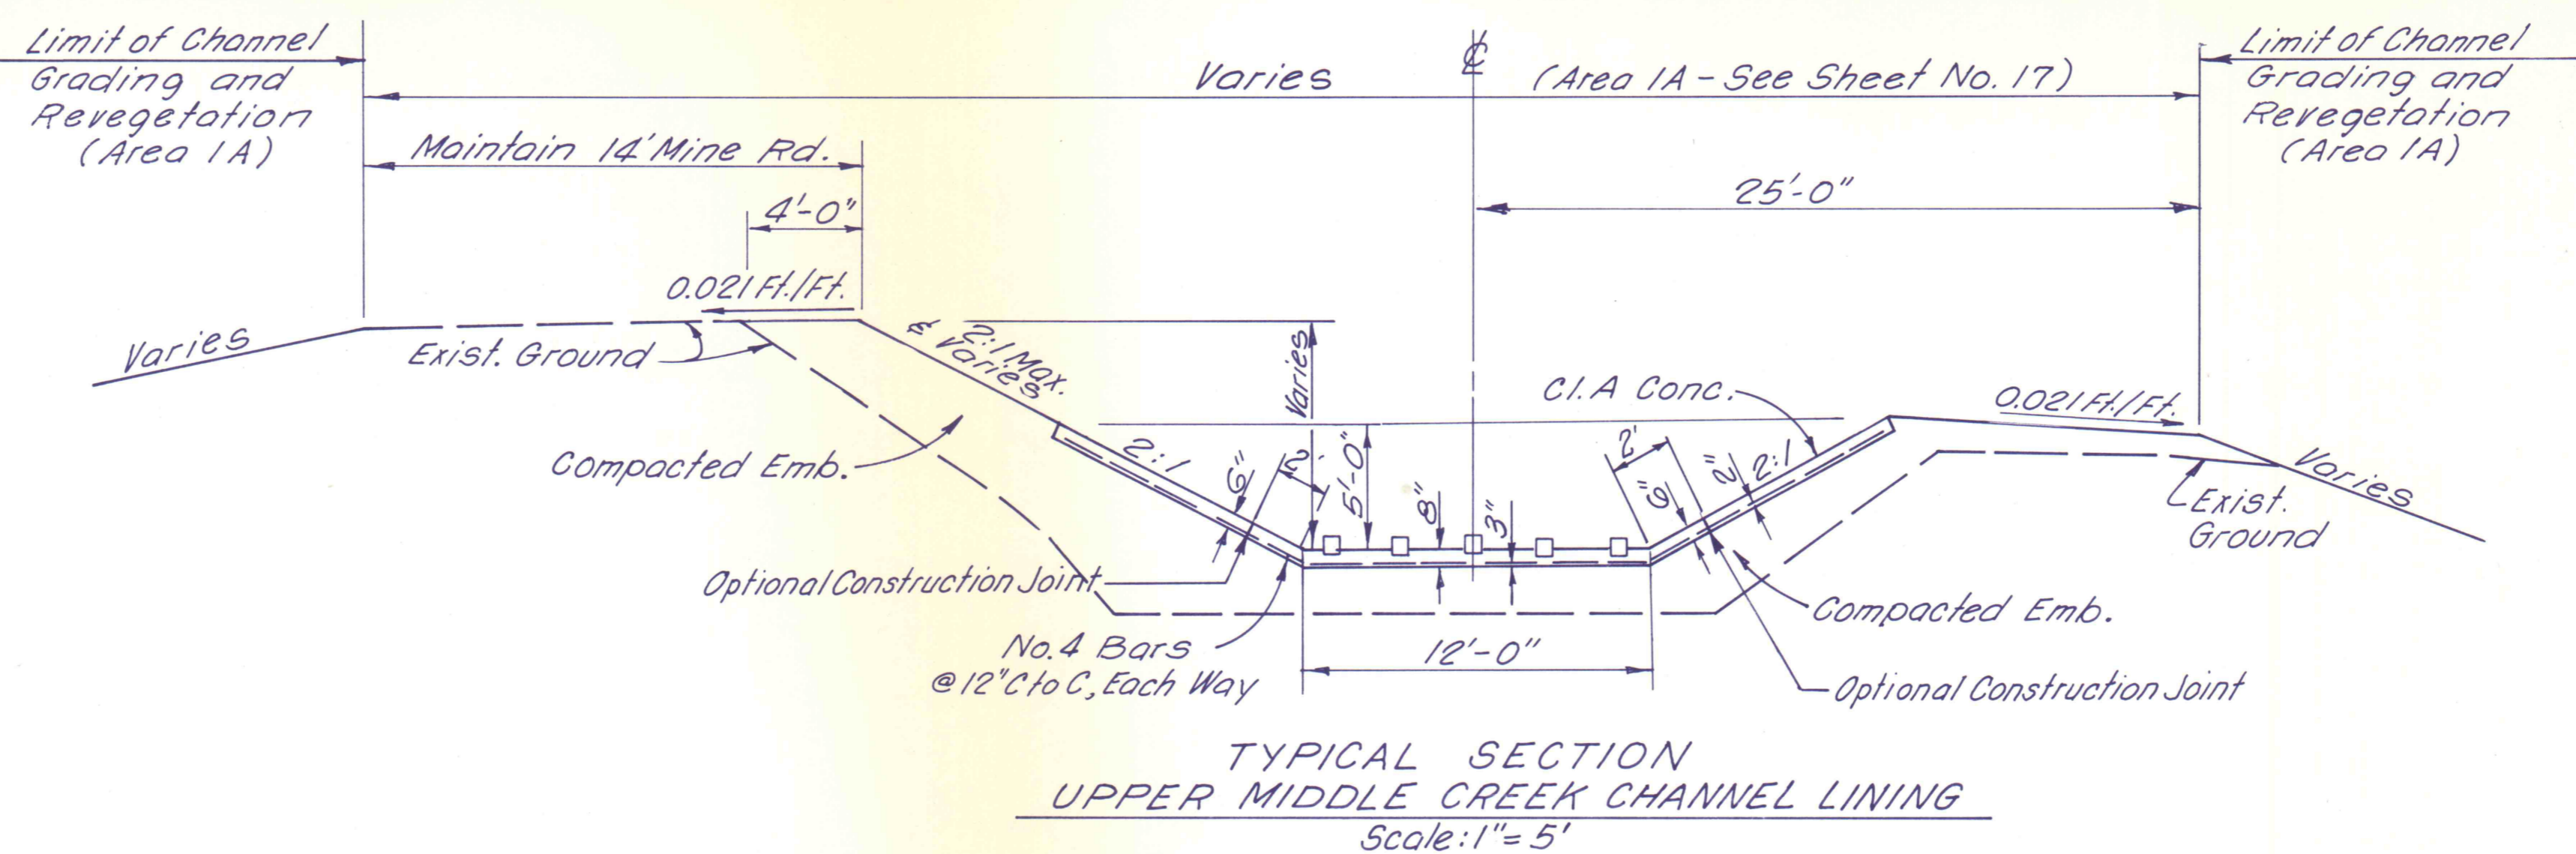 Limit of Channel
Grading and
Revegetation
(Area 1A)
Varies
℄
(Area 1A - See Sheet No. 17)
Limit of Channel
Grading and
Revegetation
(Area 1A)
Maintain 14' Mine Rd.
25'-0"
4'-0"
0.021 Ft./Ft.
Varies
Exist. Ground
2:1 Max.
& Varies
Varies
Cl. A Conc.
0.021 Ft./Ft.
Compacted Emb.
2:1
6"
2'
5'-0"
8"
3"
2'
6"
2"
2:1
Varies
Exist.
Ground
Optional Construction Joint
No. 4 Bars
@ 12" C to C, Each Way
12'-0"
Compacted Emb.
Optional Construction Joint
TYPICAL SECTION
UPPER MIDDLE CREEK CHANNEL LINING
Scale: 1" = 5'